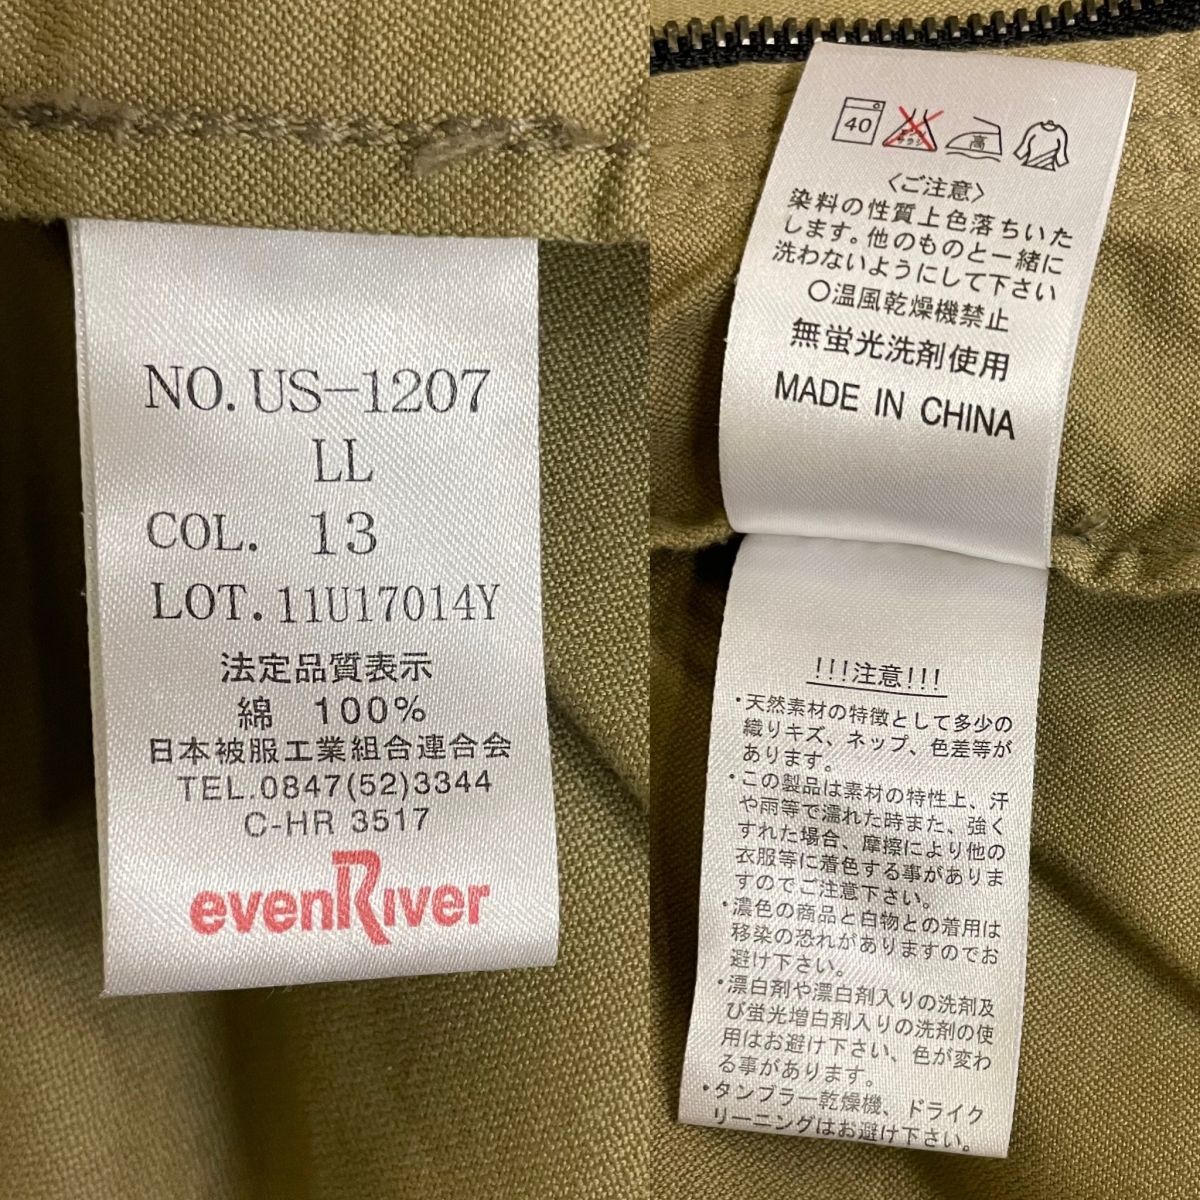 NO.US-1207
LL
COL. 13
LOT.11U17014Y
法定品質表示
綿 100%
日本被服工業組合連合会
TEL.0847(52)3344
C-HR 3517
evenRiver
40
エンソ
サラシ
高
〈ご注意〉
染料の性質上色落ちいた
します。他のものと一緒に
洗わないようにして下さい
○温風乾燥機禁止
無蛍光洗剤使用
MADE IN CHINA
!!!注意!!!
・天然素材の特徴として多少の
織りキズ、ネップ、色差等が
あります。
・この製品は素材の特性上、汗
や雨等で濡れた時また、強く
すれた場合、摩擦により他の
衣服等に着色する事がありま
すのでご注意下さい。
・濃色の商品と白物との着用は
移染の恐れがありますのでお
避け下さい。
・漂白剤や漂白剤入りの洗剤及
び蛍光増白剤入りの洗剤の使
用はお避け下さい、色が変わ
る事があります。
・タンブラー乾燥機、ドライク
リーニングはお避け下さい。